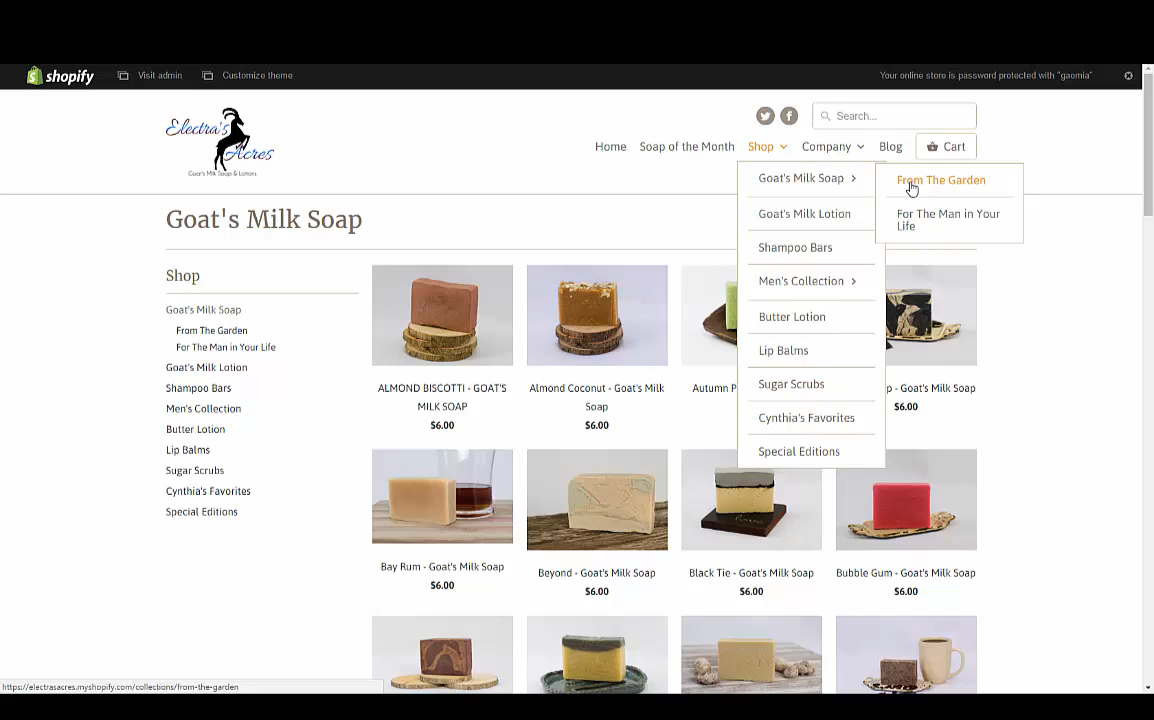 shopify
Visit admin
Customize theme
Your online store is password protected with "gaomia"
Electra's
Acres
Goat's Milk Soap & Lotions
Search...
Home
Soap of the Month
Shop
Company
Blog
Cart
Goat's Milk Soap
Goat's Milk Lotion
Shampoo Bars
Men's Collection
Butter Lotion
Lip Balms
Sugar Scrubs
Cynthia's Favorites
Special Editions
From The Garden
For The Man in Your
Life
Goat's Milk Soap
Shop
Goat's Milk Soap
From The Garden
For The Man in Your Life
Goat's Milk Lotion
Shampoo Bars
Men's Collection
Butter Lotion
Lip Balms
Sugar Scrubs
Cynthia's Favorites
Special Editions
ALMOND BISCOTTI - GOAT'S
MILK SOAP
$6.00
Almond Coconut - Goat's Milk
Soap
$6.00
Autumn
- Goat's Milk Soap
$6.00
Bay Rum - Goat's Milk Soap
$6.00
Beyond - Goat's Milk Soap
$6.00
Black Tie - Goat's Milk Soap
$6.00
Bubble Gum - Goat's Milk Soap
$6.00
https://electrasacres.myshopify.com/collections/from-the-garden